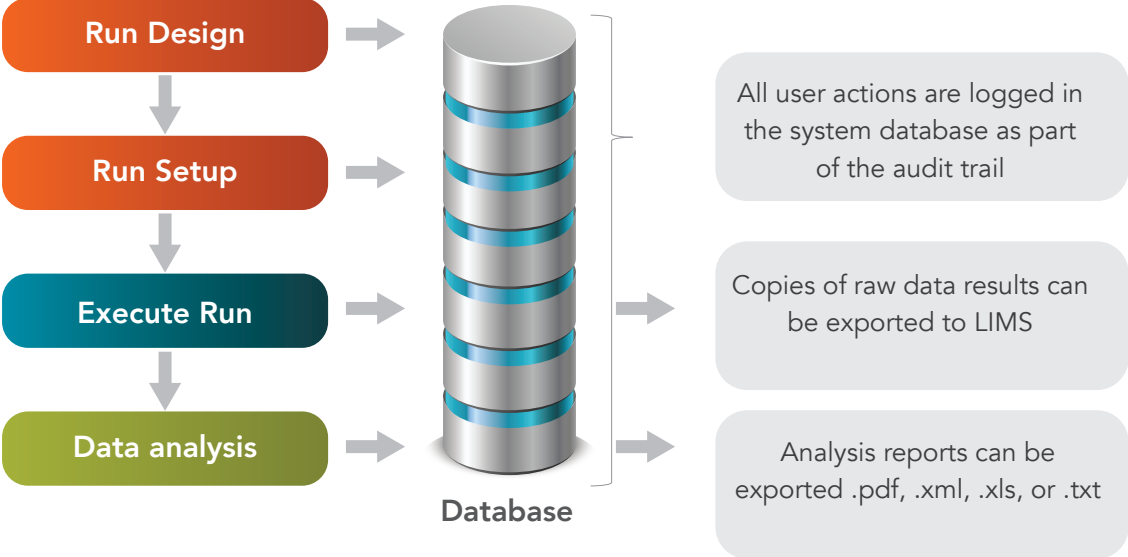 Run Design
Run Setup
Execute Run
Data analysis
Database
All user actions are logged in
the system database as part
of the audit trail
Copies of raw data results can
be exported to LIMS
Analysis reports can be
exported .pdf, .xml, .xls, or .txt